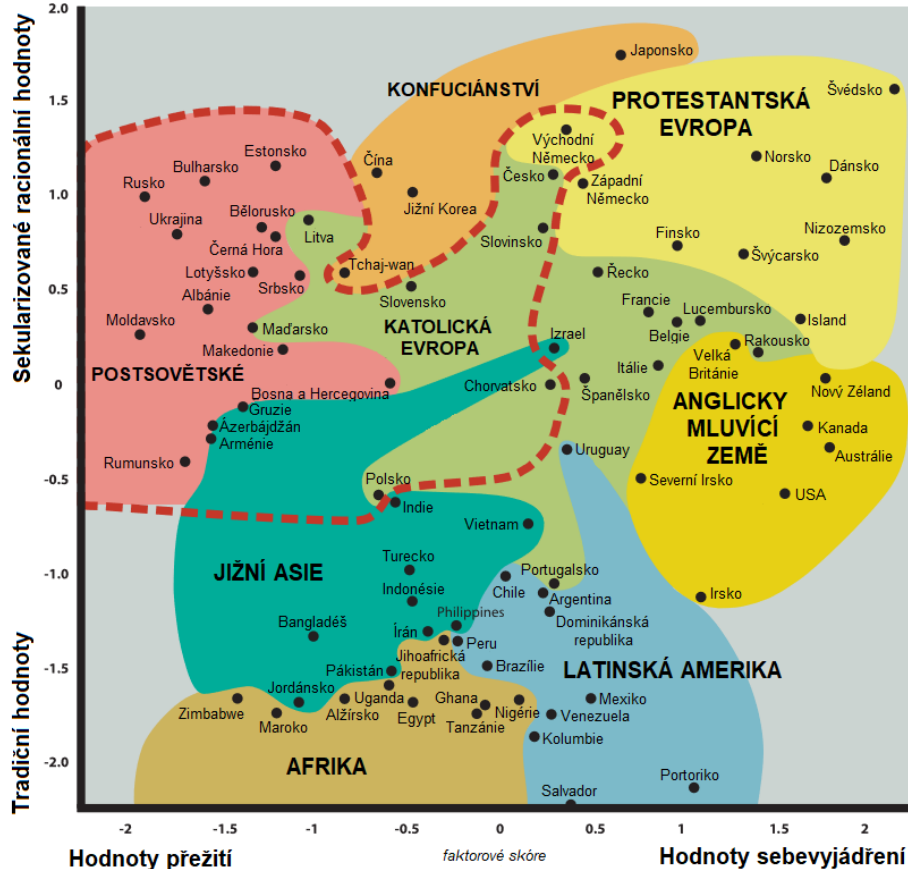 2.0
Japonsko
KONFUCIÁNSTVÍ
PROTESTANTSKÁ
EVROPA
Švédsko
1.5
Východní
Německo
Estonsko
Bulharsko
Čína
Česko
Západní
Německo
Norsko
Dánsko
Rusko
1.0
Jižní Korea
Ukrajina
Bělorusko
Litva
Černá Hora
Slovinsko
Finsko
Nizozemsko
Švýcarsko
Lotyšsko
Srbsko
Tchaj-wan
Řecko
Albánie
Slovensko
0.5
Francie
Lucembursko
Belgie
Island
Moldavsko
Maďarsko
KATOLICKÁ
EVROPA
Izrael
Rakousko
Velká
Británie
Makedonie
Itálie
POSTSOVĚTSKÉ
0
Bosna a Hercegovina
Chorvatsko
Španělsko
Nový Zéland
Gruzie
Ázerbájdžán
Arménie
ANGLICKY
MLUVÍCÍ
ZEMĚ
Kanada
Austrálie
Rumunsko
Uruguay
-0.5
Polsko
Indie
Severní Irsko
USA
Vietnam
JIŽNÍ ASIE
Turecko
-1.0
Indonésie
Portugalsko
Chile
Argentina
Irsko
Dominikánská
republika
Philippines
Bangladéš
Írán
Peru
Jihoafrická
republika
Brazílie
LATINSKÁ AMERIKA
-1.5
Pákistán
Jordánsko
Uganda
Ghana
Mexiko
Zimbabwe
Maroko
Alžírsko
Egypt
Tanzánie
Nigérie
Venezuela
Kolumbie
AFRIKA
-2.0
Portoriko
Salvador
Sekularizované racionální hodnoty
Tradiční hodnoty
-2
-1.5
-1
-0.5
0
0.5
1
1.5
2
Hodnoty přežití
faktorové skóre
Hodnoty sebevyjádření